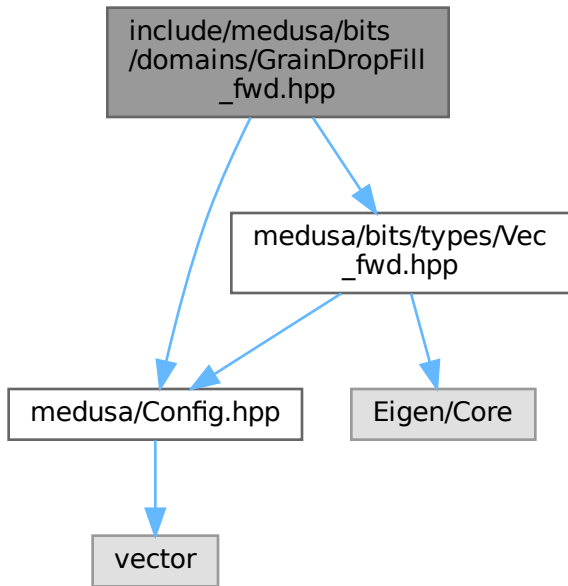 include/medusa/bits
/domains/GrainDropFill
_fwd.hpp
medusa/bits/types/Vec
_fwd.hpp
medusa/Config.hpp
Eigen/Core
vector